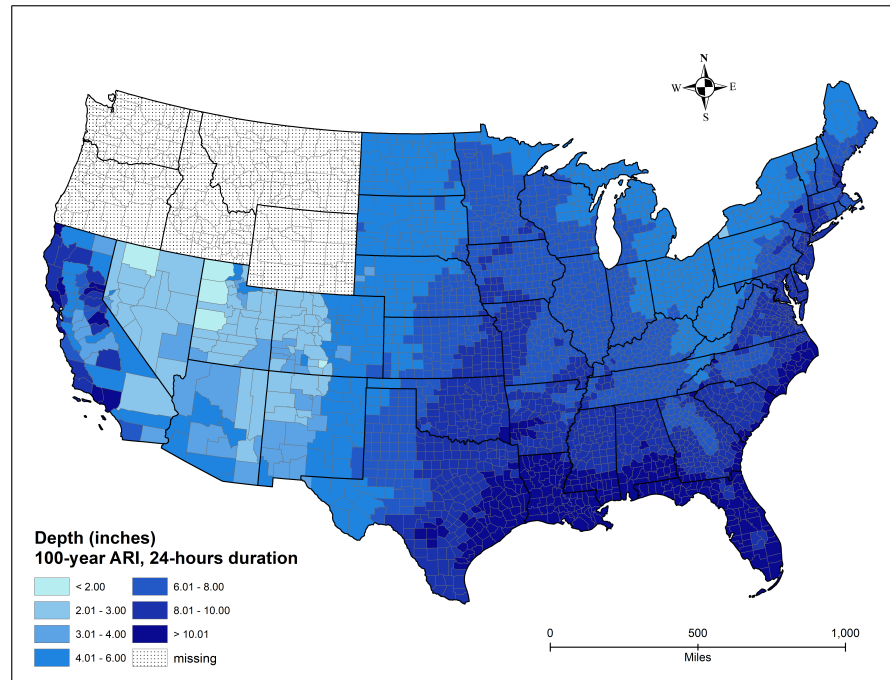 N
W E
S
Depth (inches)
100-year ARI, 24-hours duration
< 2.00
2.01 - 3.00
3.01 - 4.00
4.01 - 6.00
6.01 - 8.00
8.01 - 10.00
> 10.01
missing
0 500 1,000
Miles